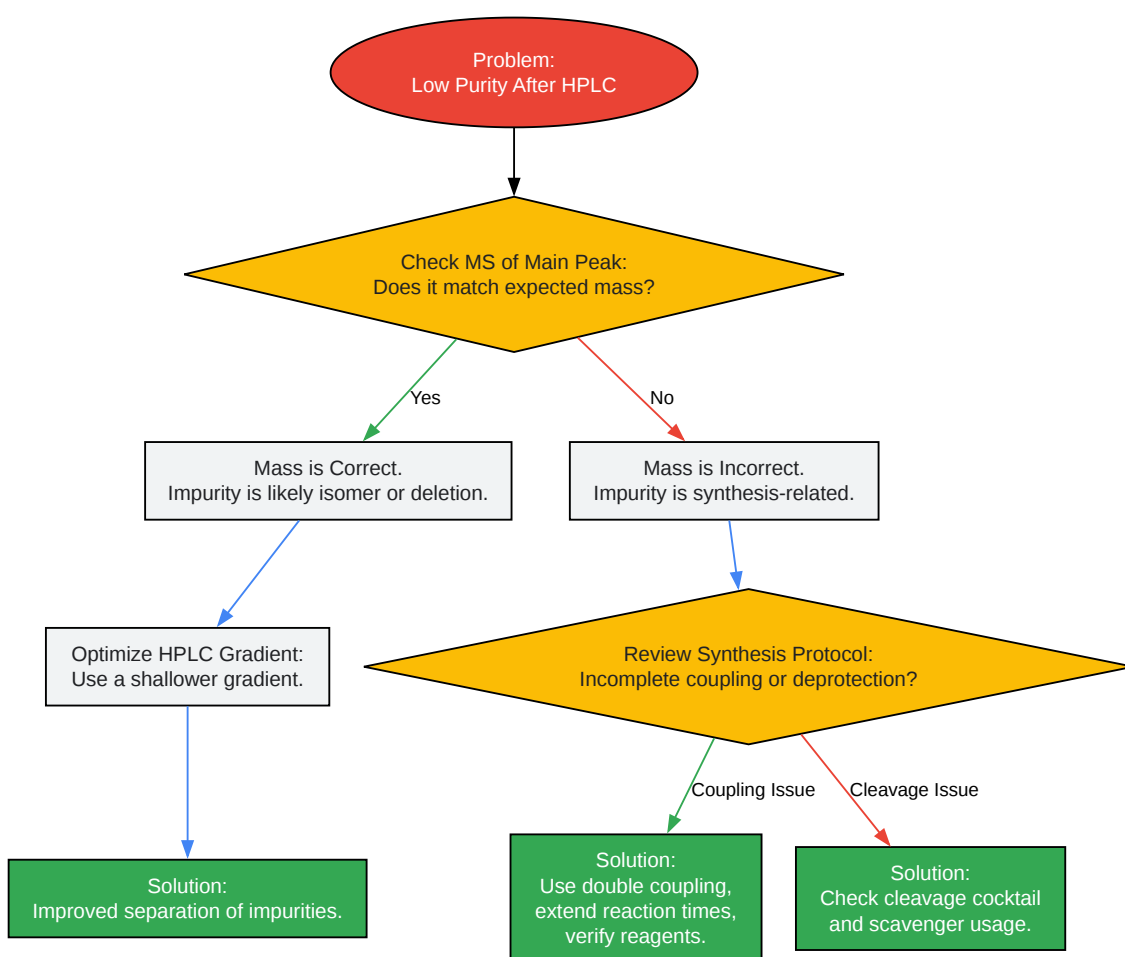 Problem:
Low Purity After HPLC
Check MS of Main Peak:
Does it match expected mass?
Yes
No
Mass is Correct.
Impurity is likely isomer or deletion.
Mass is Incorrect.
Impurity is synthesis-related.
Optimize HPLC Gradient:
Use a shallower gradient.
Review Synthesis Protocol:
Incomplete coupling or deprotection?
Coupling Issue
Cleavage Issue
Solution:
Improved separation of impurities.
Solution:
Use double coupling,
extend reaction times,
verify reagents.
Solution:
Check cleavage cocktail
and scavenger usage.